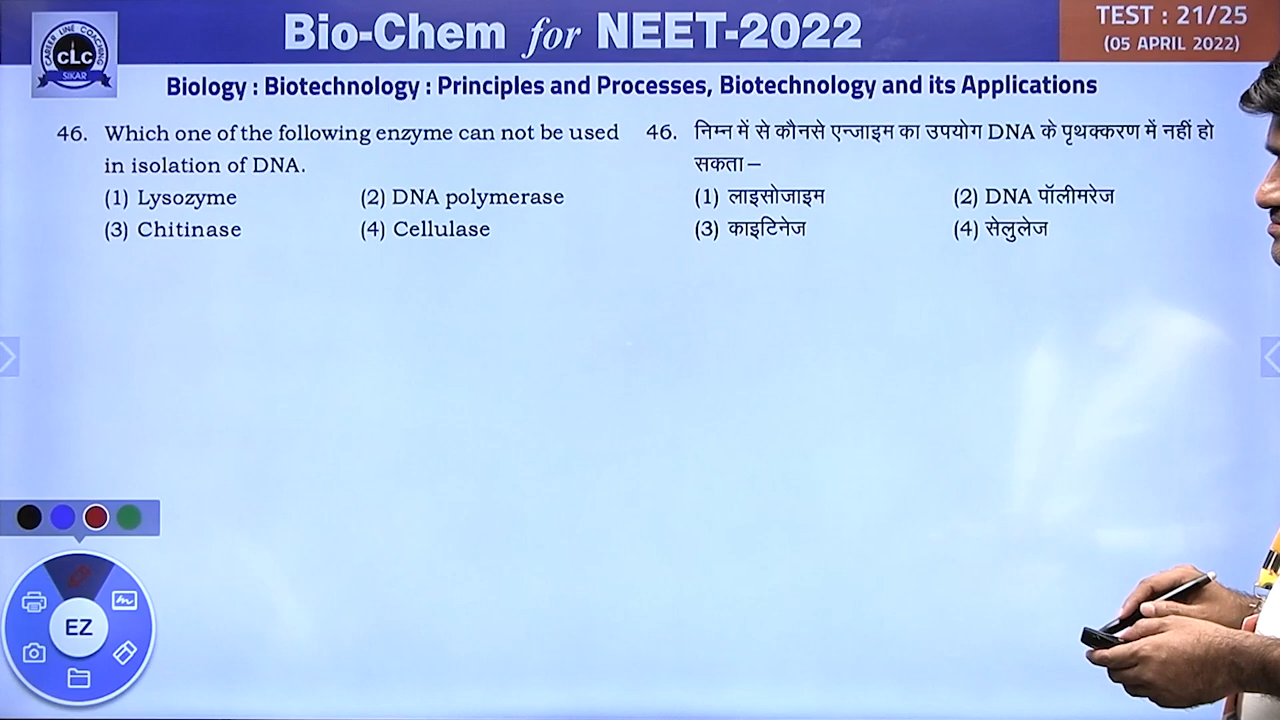 CAREER LINE COACHING
CLC
SIKAR
Bio-Chem for NEET-2022
TEST : 21/25
(05 APRIL 2022)
Biology : Biotechnology : Principles and Processes, Biotechnology and its Applications
46. Which one of the following enzyme can not be used
in isolation of DNA.
(1) Lysozyme (2) DNA polymerase
(3) Chitinase (4) Cellulase
46. निम्न में से कौनसे एन्जाइम का उपयोग DNA के पृथक्करण में नहीं हो
सकता –
(1) लाइसोजाइम (2) DNA पॉलीमरेज
(3) काइटिनेज (4) सेलुलेज
EZ